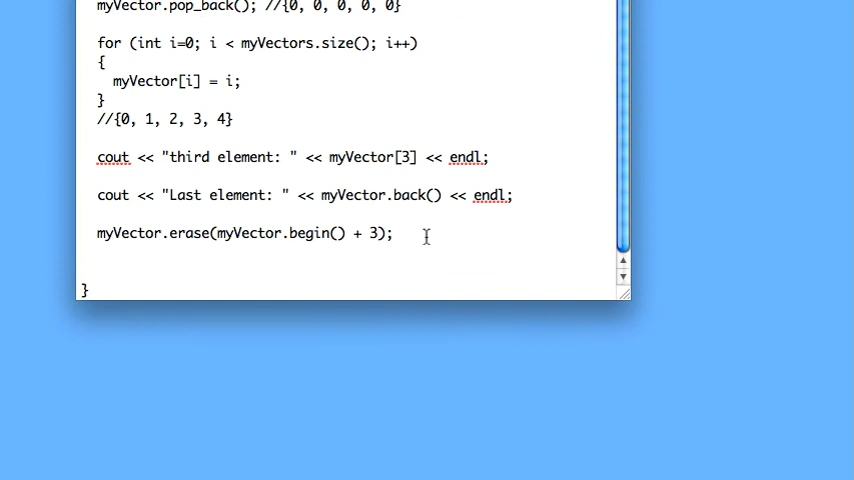 myVector.pop_back(); //{0, 0, 0, 0, 0}
for (int i=0; i < myVectors.size(); i++)
{
myVector[i] = i;
}
//{0, 1, 2, 3, 4}
cout << "third element: " << myVector[3] << endl;
cout << "Last element: " << myVector.back() << endl;
myVector.erase(myVector.begin() + 3);
}